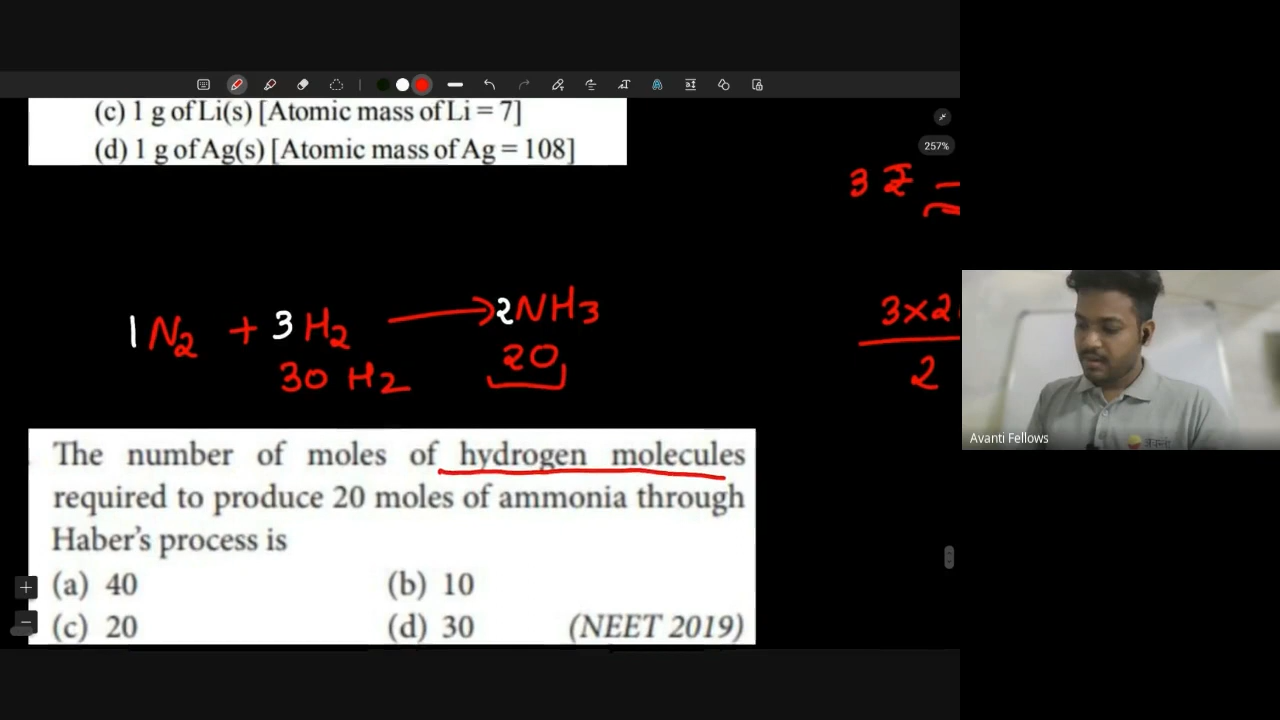 (c) 1 g of Li(s) [Atomic mass of Li = 7]
(d) 1 g of Ag(s) [Atomic mass of Ag = 108]
257%
1 N2 + 3 H2 → 2 NH3
30 H2
20
3×2
2
The number of moles of hydrogen molecules
required to produce 20 moles of ammonia through
Haber's process is
(a) 40 (b) 10
(c) 20 (d) 30 (NEET 2019)
Avanti Fellows